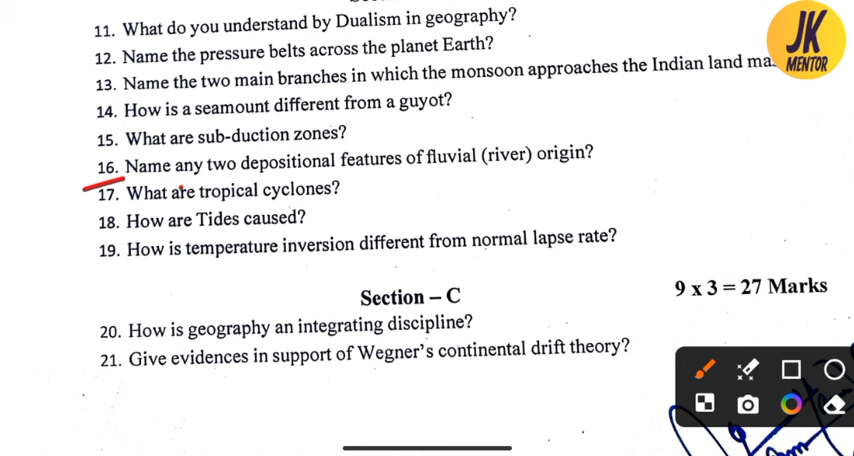 11. What do you understand by Dualism in geography?
12. Name the pressure belts across the planet Earth?
13. Name the two main branches in which the monsoon approaches the Indian land
14. How is a seamount different from a guyot?
15. What are sub-duction zones?
16. Name any two depositional features of fluvial (river) origin?
17. What are tropical cyclones?
18. How are Tides caused?
19. How is temperature inversion different from normal lapse rate?
Section – C
9 x 3 = 27 Marks
20. How is geography an integrating discipline?
21. Give evidences in support of Wegner's continental drift theory?
JK
MENTOR